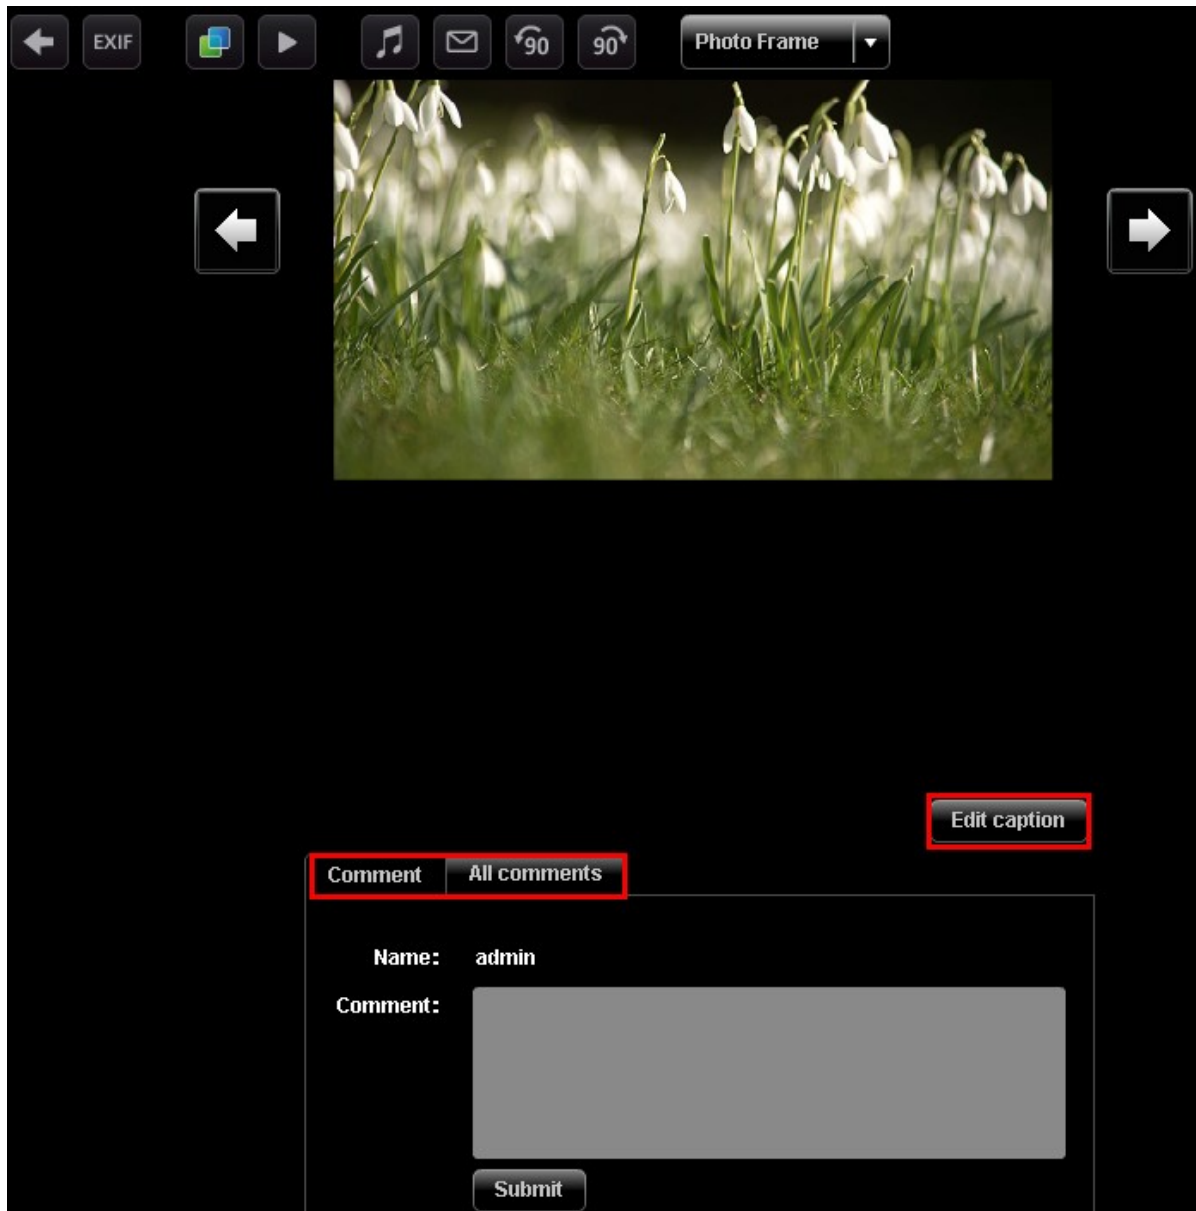 EXIF
90
90
Photo Frame
Edit caption
Comment
All comments
Name: admin
Comment:
Submit